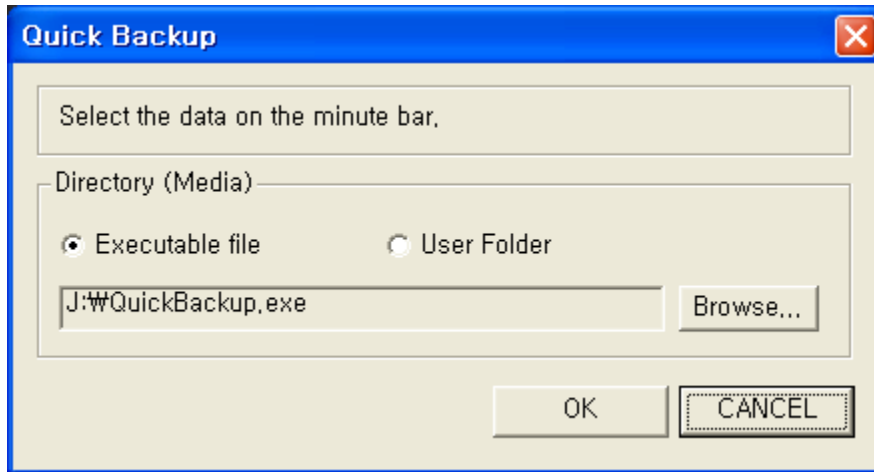 Quick Backup
Select the data on the minute bar.
Directory (Media)
Executable file User Folder
J:₩QuickBackup.exe Browse...
OK CANCEL